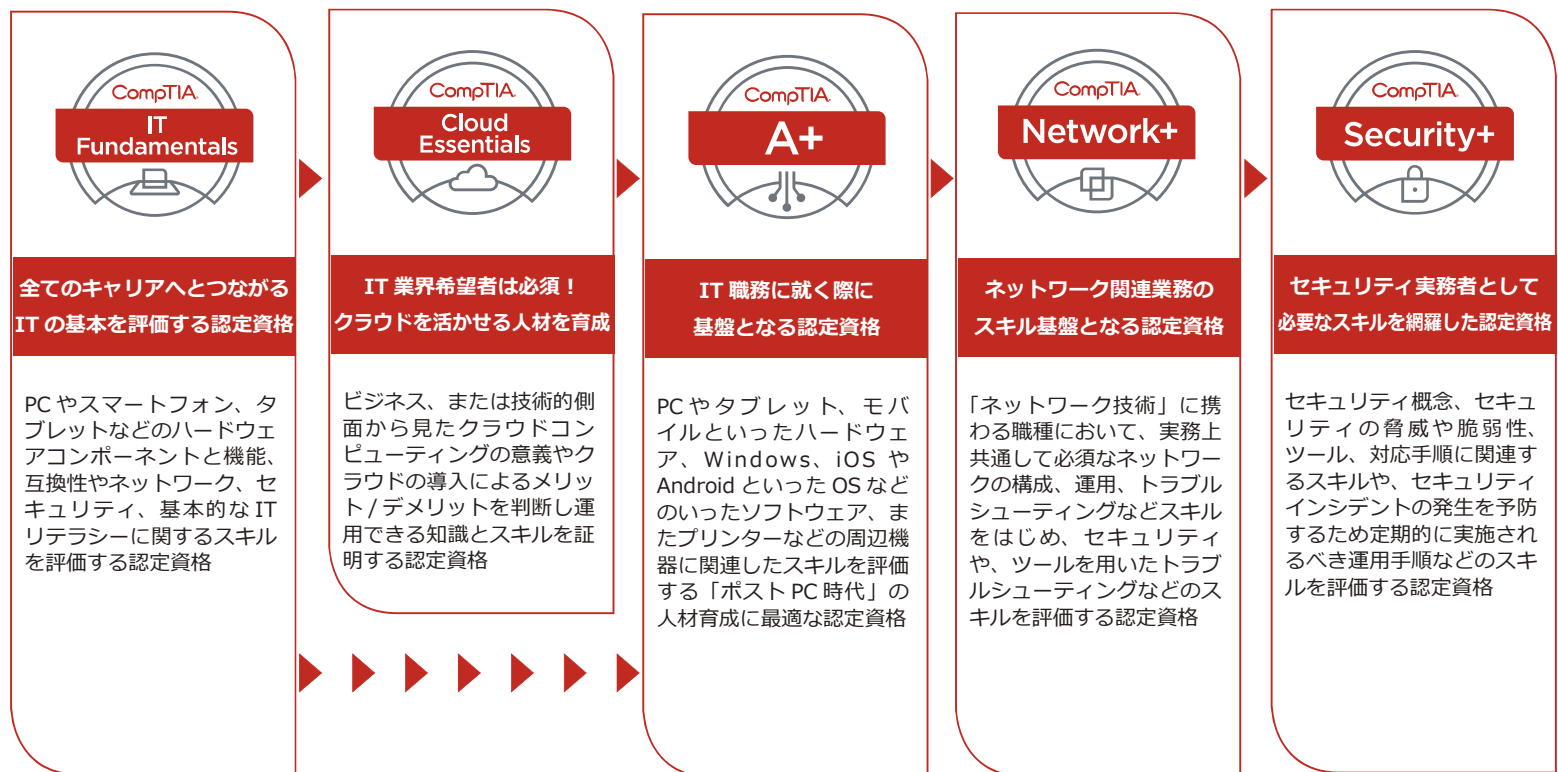 CompTIA.
IT
Fundamentals
全てのキャリアへとつながる
IT の基本を評価する認定資格
PC やスマートフォン、タ
ブレットなどのハードウェ
アコンポーネントと機能、
互換性やネットワーク、セ
キュリティ、基本的な IT
リテラシーに関するスキル
を評価する認定資格
CompTIA.
Cloud
Essentials
IT 業界希望者は必須！
クラウドを活かせる人材を育成
ビジネス、または技術的側
面から見たクラウドコン
ピューティングの意義やク
ラウドの導入によるメリッ
ト / デメリットを判断し運
用できる知識とスキルを証
明する認定資格
CompTIA.
A+
IT 職務に就く際に
基盤となる認定資格
PC やタブレット、モバ
イルといったハードウェ
ア、Windows、iOS や
Android といった OS など
のいったソフトウェア、ま
たプリンターなどの周辺機
器に関連したスキルを評価
する「ポスト PC 時代」の
人材育成に最適な認定資格
CompTIA.
Network+
ネットワーク関連業務の
スキル基盤となる認定資格
「ネットワーク技術」に携
わる職種において、実務上
共通して必須なネットワー
クの構成、運用、トラブル
シューティングなどスキル
をはじめ、セキュリティ
や、ツールを用いたトラブ
ルシューティングなどのス
キルを評価する認定資格
CompTIA.
Security+
セキュリティ実務者として
必要なスキルを網羅した認定資格
セキュリティ概念、セキュ
リティの脅威や脆弱性、
ツール、対応手順に関連す
るスキルや、セキュリティ
インシデントの発生を予防
するため定期的に実施され
るべき運用手順などのスキ
ルを評価する認定資格